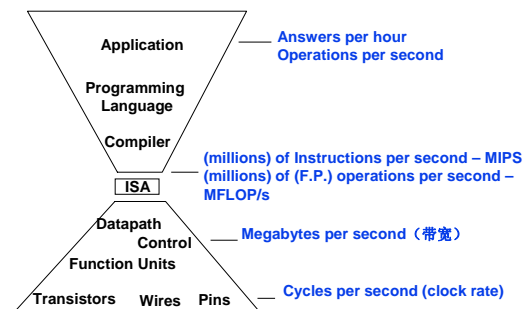 Application
Answers per hour
Operations per second
Programming
Language
Compiler
(millions) of Instructions per second – MIPS
(millions) of (F.P.) operations per second –
MFLOP/s
ISA
Datapath
Control
Megabytes per second（带宽）
Function Units
Transistors Wires Pins
Cycles per second (clock rate)